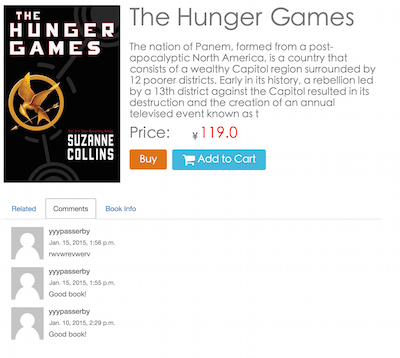 THE
HUNGER
GAMES
SUZANNE
COLLINS
The Hunger Games
The nation of Panem, formed from a post-
apocalyptic North America, is a country that
consists of a wealthy Capitol region surrounded by
12 poorer districts. Early in its history, a rebellion led
by a 13th district against the Capitol resulted in its
destruction and the creation of an annual
televised event known as t
Price: ¥ 119.0
Buy Add to Cart
Related Comments Book Info
yyypasserby
Jan. 15, 2015, 1:56 p.m.
rwvwrevwerv
yyypasserby
Jan. 15, 2015, 1:55 p.m.
Good book!
yyypasserby
Jan. 10, 2015, 2:29 p.m.
Good book!